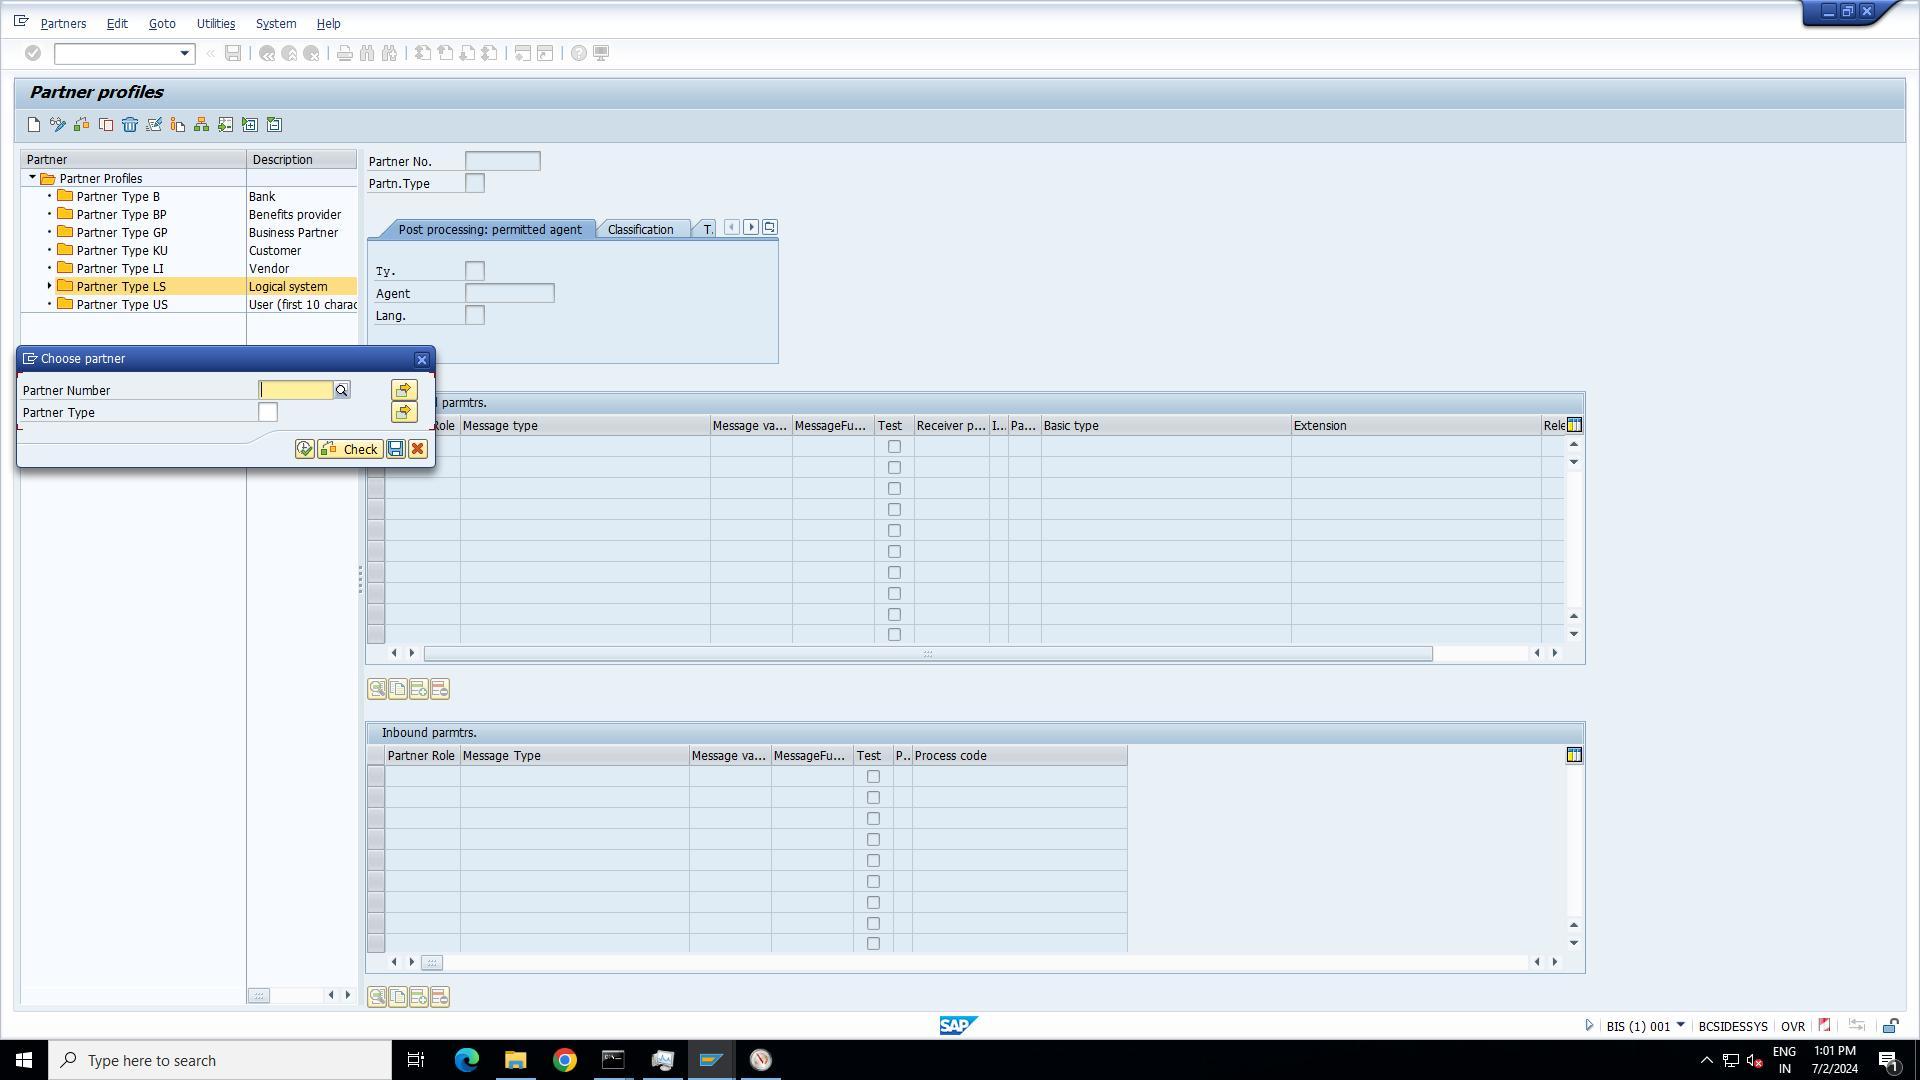 Partners Edit Goto Utilities System Help
Partner profiles
Partner Description
Partner Profiles
Partner Type B Bank
Partner Type BP Benefits provider
Partner Type GP Business Partner
Partner Type KU Customer
Partner Type LI Vendor
Partner Type LS Logical system
Partner Type US User (first 10 charac
Partner No.
Partn.Type
Post processing: permitted agent Classification T.
Ty.
Agent
Lang.
Choose partner
Partner Number
Partner Type
Check
parmtrs.
Role Message type Message va... MessageFu... Test Receiver p... I... Pa... Basic type Extension Rele
Inbound parmtrs.
Partner Role Message Type Message va... MessageFu... Test P.. Process code
SAP
BIS (1) 001 BCSIDESSYS OVR
Type here to search
ENG
IN
1:01 PM
7/2/2024
1